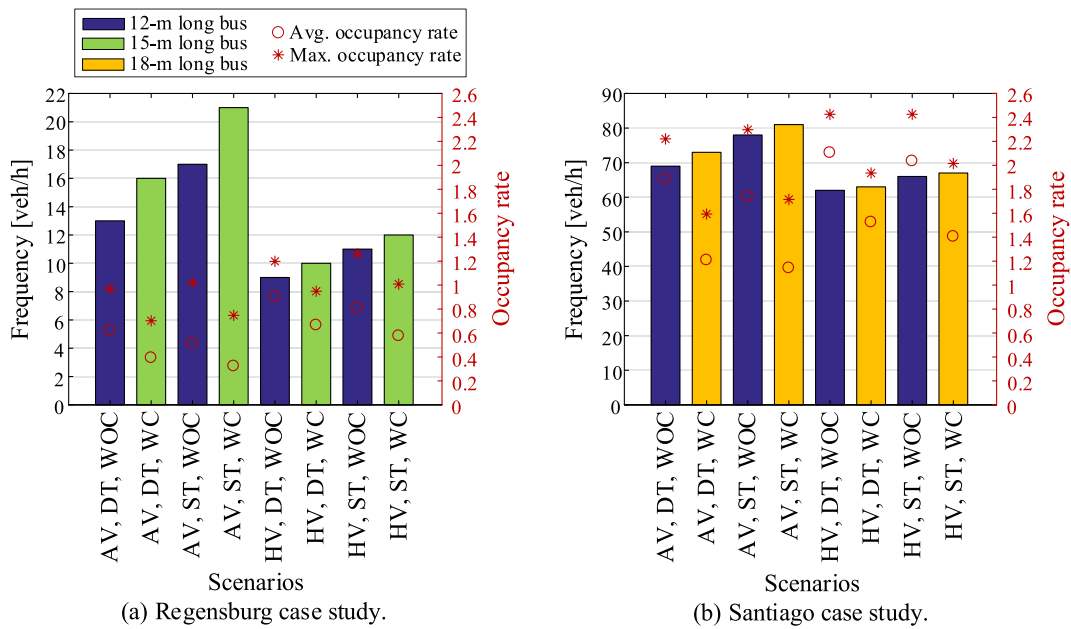 12-m long bus
15-m long bus
18-m long bus
Avg. occupancy rate
Max. occupancy rate
Frequency [veh/h]
22
20
18
16
14
12
10
8
6
4
2
0
2.6
2.4
2.2
2
1.8
1.6
1.4
1.2
1
0.8
0.6
0.4
0.2
0
Occupancy rate
AV, DT, WOC
AV, DT, WC
AV, ST, WOC
AV, ST, WC
HV, DT, WOC
HV, DT, WC
HV, ST, WOC
HV, ST, WC
Scenarios
(a) Regensburg case study.
Frequency [veh/h]
90
80
70
60
50
40
30
20
10
0
2.6
2.4
2.2
2
1.8
1.6
1.4
1.2
1
0.8
0.6
0.4
0.2
0
Occupancy rate
AV, DT, WOC
AV, DT, WC
AV, ST, WOC
AV, ST, WC
HV, DT, WOC
HV, DT, WC
HV, ST, WOC
HV, ST, WC
Scenarios
(b) Santiago case study.